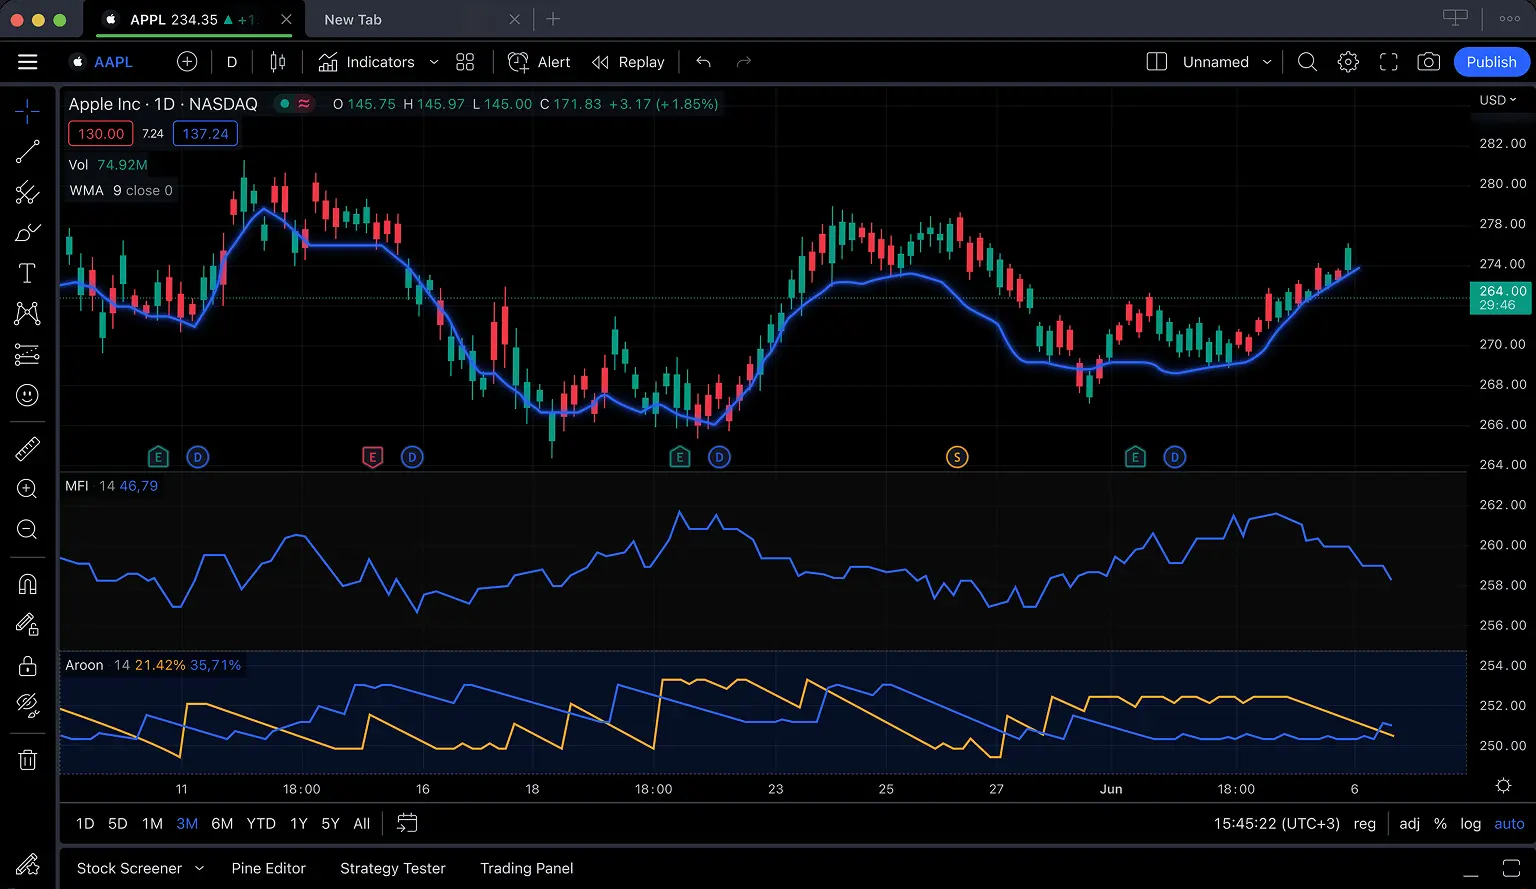 APPL 234.35 ▲ +1
New Tab
AAPL
D
Indicators
Alert
Replay
Unnamed
Publish
Apple Inc · 1D · NASDAQ
O 145.75 H 145.97 L 145.00 C 171.83 +3.17 (+1.85%)
130.00 7.24 137.24
Vol 74.92M
WMA 9 close 0
USD
282.00
280.00
278.00
274.00
264.00
29:46
270.00
268.00
266.00
264.00
262.00
260.00
258.00
256.00
254.00
252.00
250.00
E D E D E D S E D
MFI 14 46,79
Aroon 14 21.42% 35,71%
11 18:00 16 18 18:00 23 25 27 Jun 18:00 6
1D 5D 1M 3M 6M YTD 1Y 5Y All
15:45:22 (UTC+3) reg adj % log auto
Stock Screener Pine Editor Strategy Tester Trading Panel